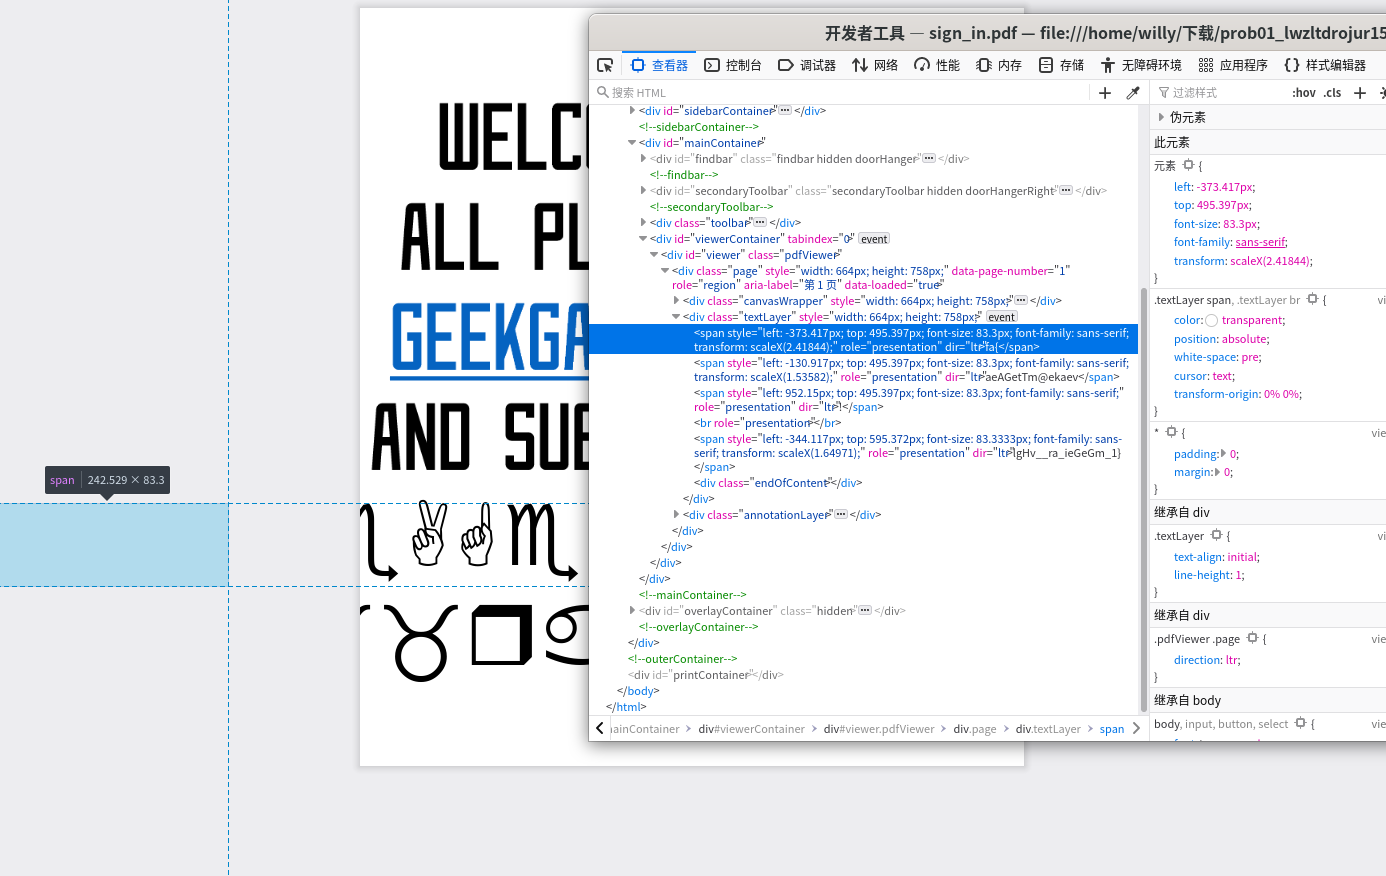 WELC
ALL PL
GEEKGA
AND SUB
span 242.529 × 83.3
开发者工具 — sign_in.pdf — file:///home/willy/下载/prob01_lwzltdrojur15
查看器 控制台 调试器 网络 性能 内存 存储 无障碍环境 应用程序 样式编辑器
搜索 HTML
<div id="sidebarContainer"></div>
<!--sidebarContainer-->
<div id="mainContainer">
<div id="findbar" class="findbar hidden doorHanger"></div>
<!--findbar-->
<div id="secondaryToolbar" class="secondaryToolbar hidden doorHangerRight"></div>
<!--secondaryToolbar-->
<div class="toolbar"></div>
<div id="viewerContainer" tabindex="0"> event
<div id="viewer" class="pdfViewer">
<div class="page" style="width: 664px; height: 758px;" data-page-number="1"
role="region" aria-label="第 1 页" data-loaded="true">
<div class="canvasWrapper" style="width: 664px; height: 758px;"></div>
<div class="textLayer" style="width: 664px; height: 758px;"> event
<span style="left: -373.417px; top: 495.397px; font-size: 83.3px; font-family: sans-serif;
transform: scaleX(2.41844);" role="presentation" dir="ltr">fa{</span>
<span style="left: -130.917px; top: 495.397px; font-size: 83.3px; font-family: sans-serif;
transform: scaleX(1.53582);" role="presentation" dir="ltr">aeAGetTm@ekaev</span>
<span style="left: 952.15px; top: 495.397px; font-size: 83.3px; font-family: sans-serif;"
role="presentation" dir="ltr">!</span>
<br role="presentation"></br>
<span style="left: -344.117px; top: 595.372px; font-size: 83.3333px; font-family: sans-
serif; transform: scaleX(1.64971);" role="presentation" dir="ltr">lgHv__ra_ieGeGm_1}
</span>
<div class="endOfContent"></div>
</div>
<div class="annotationLayer"></div>
</div>
</div>
</div>
</div>
<!--mainContainer-->
<div id="overlayContainer" class="hidden"></div>
<!--overlayContainer-->
</div>
<!--outerContainer-->
<div id="printContainer"></div>
</body>
</html>
mainContainer > div#viewerContainer > div#viewer.pdfViewer > div.page > div.textLayer > span
过滤样式 :hov .cls
伪元素
此元素
元素 {
left: -373.417px;
top: 495.397px;
font-size: 83.3px;
font-family: sans-serif;
transform: scaleX(2.41844);
}
.textLayer span, .textLayer br { vi
color: transparent;
position: absolute;
white-space: pre;
cursor: text;
transform-origin: 0% 0%;
}
* { vie
padding: 0;
margin: 0;
}
继承自 div
.textLayer { vi
text-align: initial;
line-height: 1;
}
继承自 div
.pdfViewer .page { vie
direction: ltr;
}
继承自 body
body, input, button, select { vie